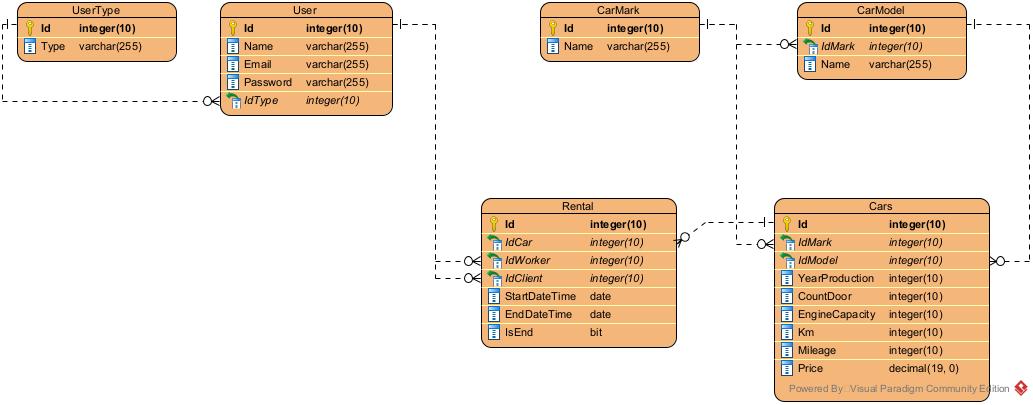 UserType
Id integer(10)
Type varchar(255)
User
Id integer(10)
Name varchar(255)
Email varchar(255)
Password varchar(255)
IdType integer(10)
CarMark
Id integer(10)
Name varchar(255)
CarModel
Id integer(10)
IdMark integer(10)
Name varchar(255)
Rental
Id integer(10)
IdCar integer(10)
IdWorker integer(10)
IdClient integer(10)
StartDateTime date
EndDateTime date
IsEnd bit
Cars
Id integer(10)
IdMark integer(10)
IdModel integer(10)
YearProduction integer(10)
CountDoor integer(10)
EngineCapacity integer(10)
Km integer(10)
Mileage integer(10)
Price decimal(19, 0)
Powered By: Visual Paradigm Community Edition